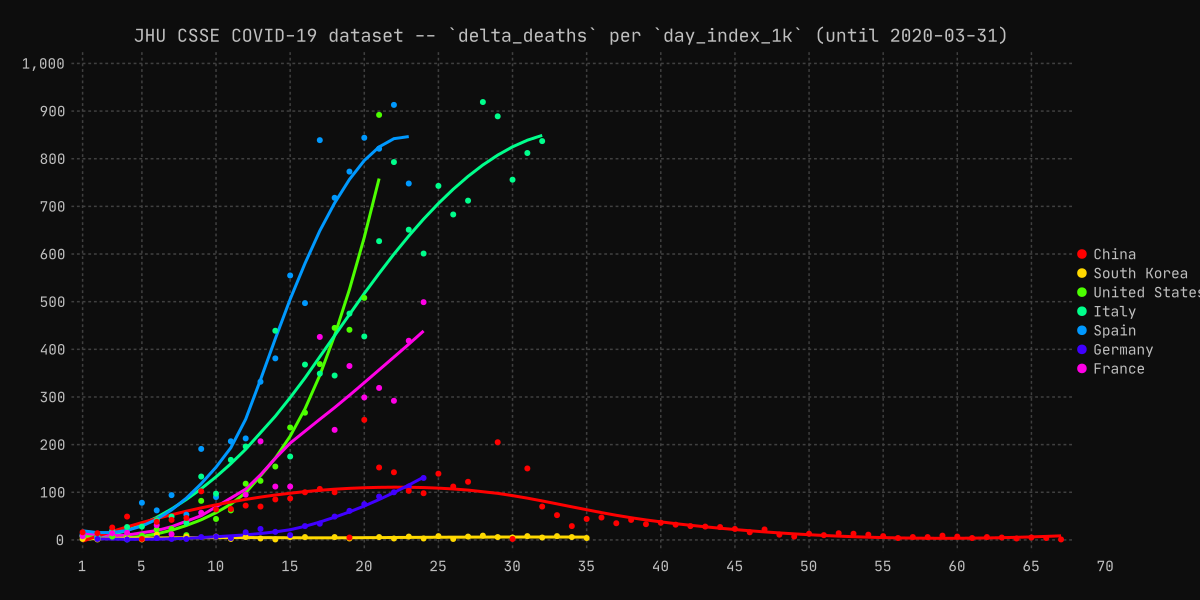 JHU CSSE COVID-19 dataset -- `delta_deaths` per `day_index_1k` (until 2020-03-31)
1,000
900
800
700
600
500
400
300
200
100
0
1 5 10 15 20 25 30 35 40 45 50 55 60 65 70
China
South Korea
United States
Italy
Spain
Germany
France